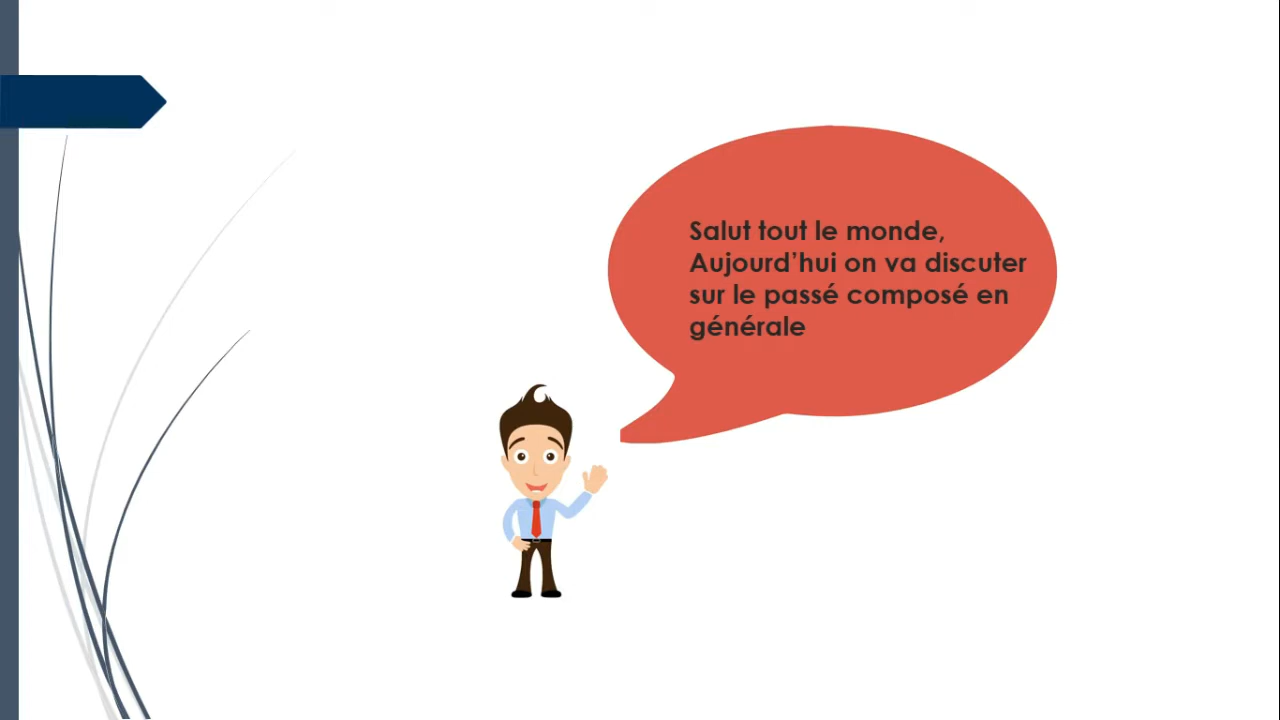 Salut tout le monde,
Aujourd’hui on va discuter
sur le passé composé en
générale